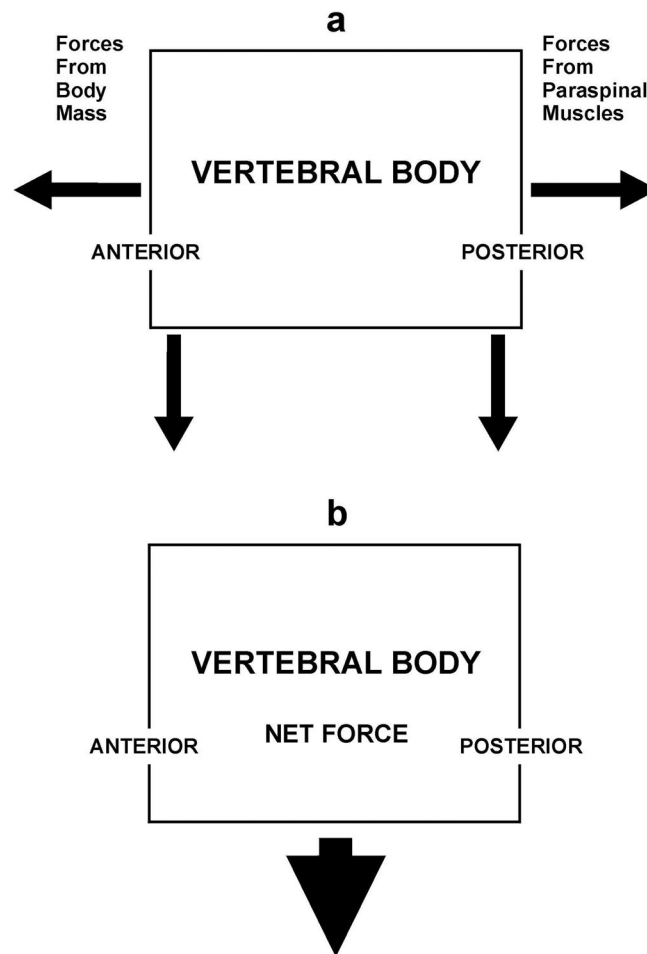 a
Forces
From
Body
Mass
Forces
From
Paraspinal
Muscles
VERTEBRAL BODY
ANTERIOR
POSTERIOR
b
VERTEBRAL BODY
NET FORCE
ANTERIOR
POSTERIOR